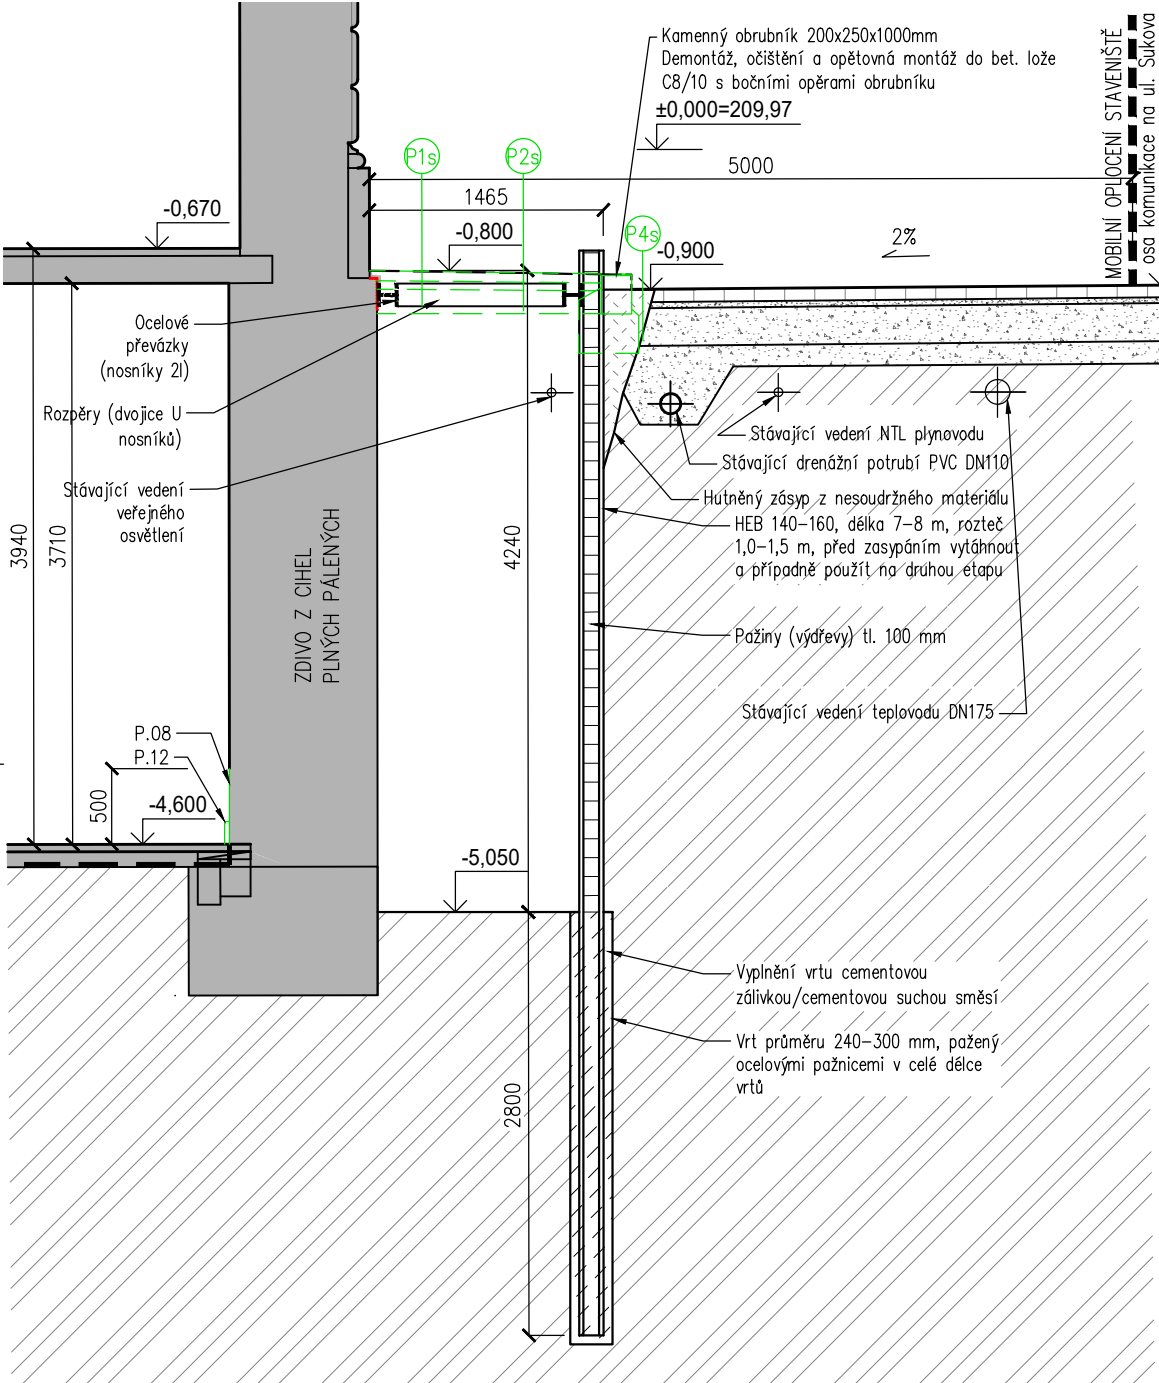 Kamenný obrubník 200x250x1000mm
Demontáž, očištění a opětovná montáž do bet. lože
C8/10 s bočními opěrami obrubníku
±0,000=209,97
MOBILNÍ OPLOCENÍ STAVENIŠTĚ
osa komunikace na ul. Sukova
P1s
P2s
5000
1465
-0,670
-0,800
P4s
-0,900
2%
Ocelové
převázky
(nosníky 2I)
Rozpěry (dvojice U
nosníků)
Stávající vedení
veřejného
osvětlení
Stávající vedení NTL plynovodu
Stávající drenážní potrubí PVC DN110
Hutněný zásyp z nesoudržného materiálu
HEB 140-160, délka 7-8 m, rozteč
1,0-1,5 m, před zasypáním vytáhnout
a případně použít na druhou etapu
3940
3710
4240
ZDIVO Z CIHEL
PLNÝCH PÁLENÝCH
Pažiny (výdřevy) tl. 100 mm
Stávající vedení teplovodu DN175
P.08
P.12
500
-4,600
-5,050
Vyplnění vrtu cementovou
zálivkou/cementovou suchou směsí
Vrt průměru 240-300 mm, pažený
ocelovými pažnicemi v celé délce
vrtů
2800